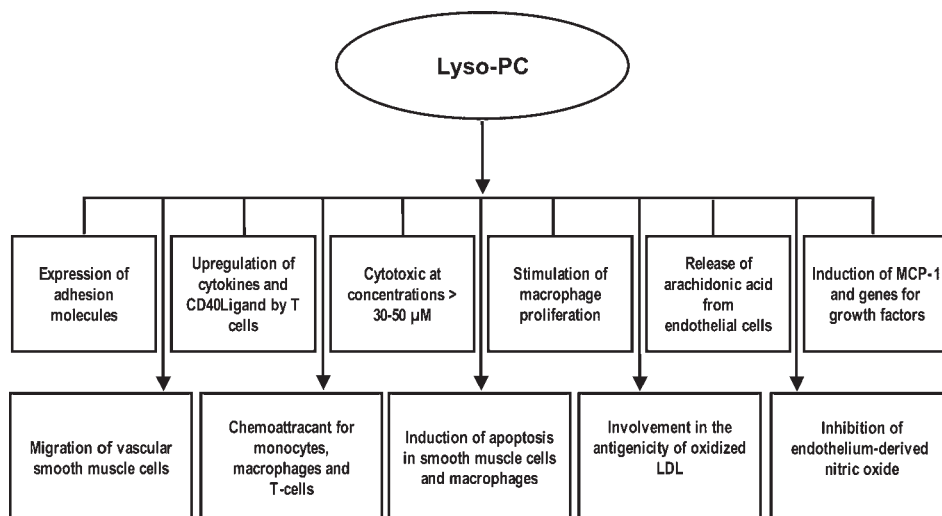 Lyso-PC
Expression of
adhesion
molecules
Upregulation of
cytokines and
CD40Ligand by T
cells
Cytotoxic at
concentrations >
30-50 µM
Stimulation of
macrophage
proliferation
Release of
arachidonic acid
from
endothelial cells
Induction of MCP-1
and genes for
growth factors
Migration of vascular
smooth muscle cells
Chemoattracant for
monocytes,
macrophages and
T-cells
Induction of apoptosis
in smooth muscle cells
and macrophages
Involvement in the
antigenicity of oxidized
LDL
Inhibition of
endothelium-derived
nitric oxide